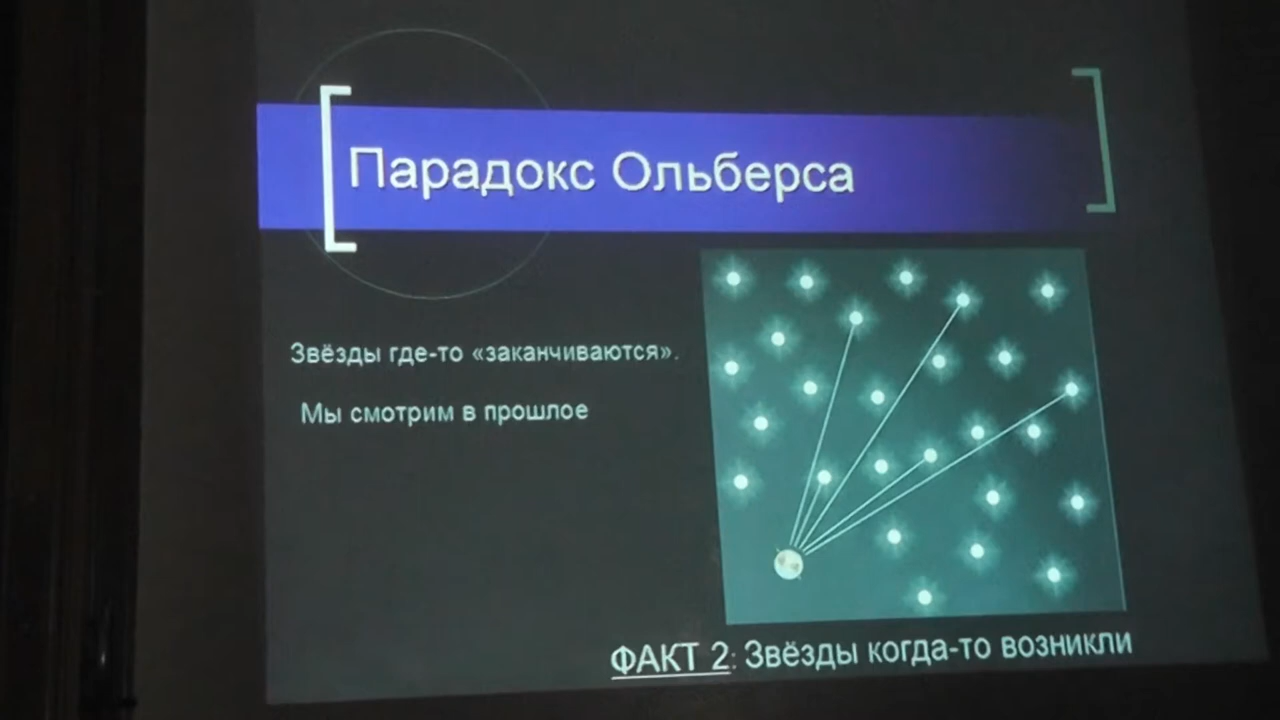 Парадокс Ольберса
Звёзды где-то «заканчиваются».
Мы смотрим в прошлое
ФАКТ 2: Звёзды когда-то возникли